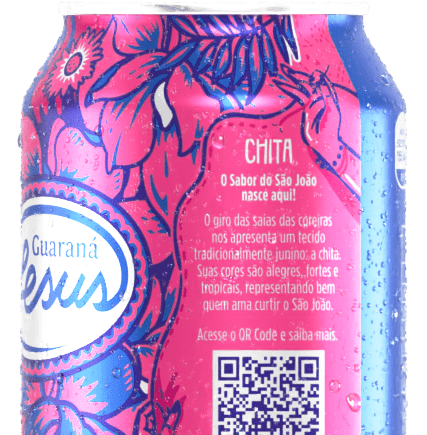 CHITA
O Sabor do São João
nasce aqui!
O giro das saias das coreiras
nos apresenta um tecido
tradicionalmente junino: a chita.
Suas cores são alegres, fortes e
tropicais, representando bem
quem ama curtir o São João.
Acesse o QR Code e saiba mais.
Guaraná
Jesus